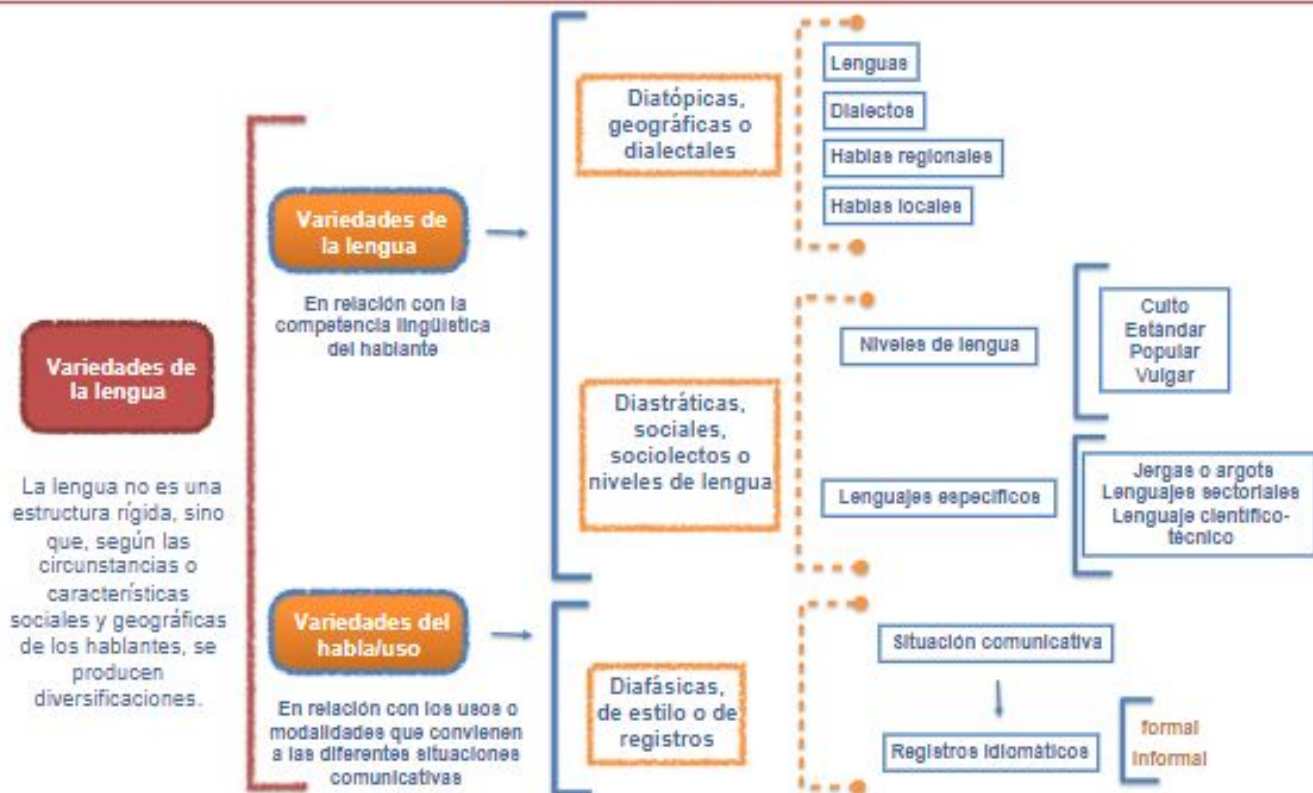 Variedades de
la lengua
La lengua no es una
estructura rígida, sino
que, según las
circunstancias o
características
sociales y geográficas
de los hablantes, se
producen
diversificaciones.
Variedades de
la lengua
En relación con la
competencia lingüística
del hablante
Diatópicas,
geográficas o
dialectales
Lenguas
Dialectos
Hablas regionales
Hablas locales
Diastráticas,
sociales,
sociolectos o
niveles de lengua
Niveles de lengua
Culto
Estándar
Popular
Vulgar
Lenguajes específicos
Jergas o argots
Lenguajes sectoriales
Lenguaje científico-
técnico
Variedades del
habla/uso
En relación con los usos o
modalidades que convienen
a las diferentes situaciones
comunicativas
Diafásicas,
de estilo o de
registros
Situación comunicativa
Registros idiomáticos
formal
informal